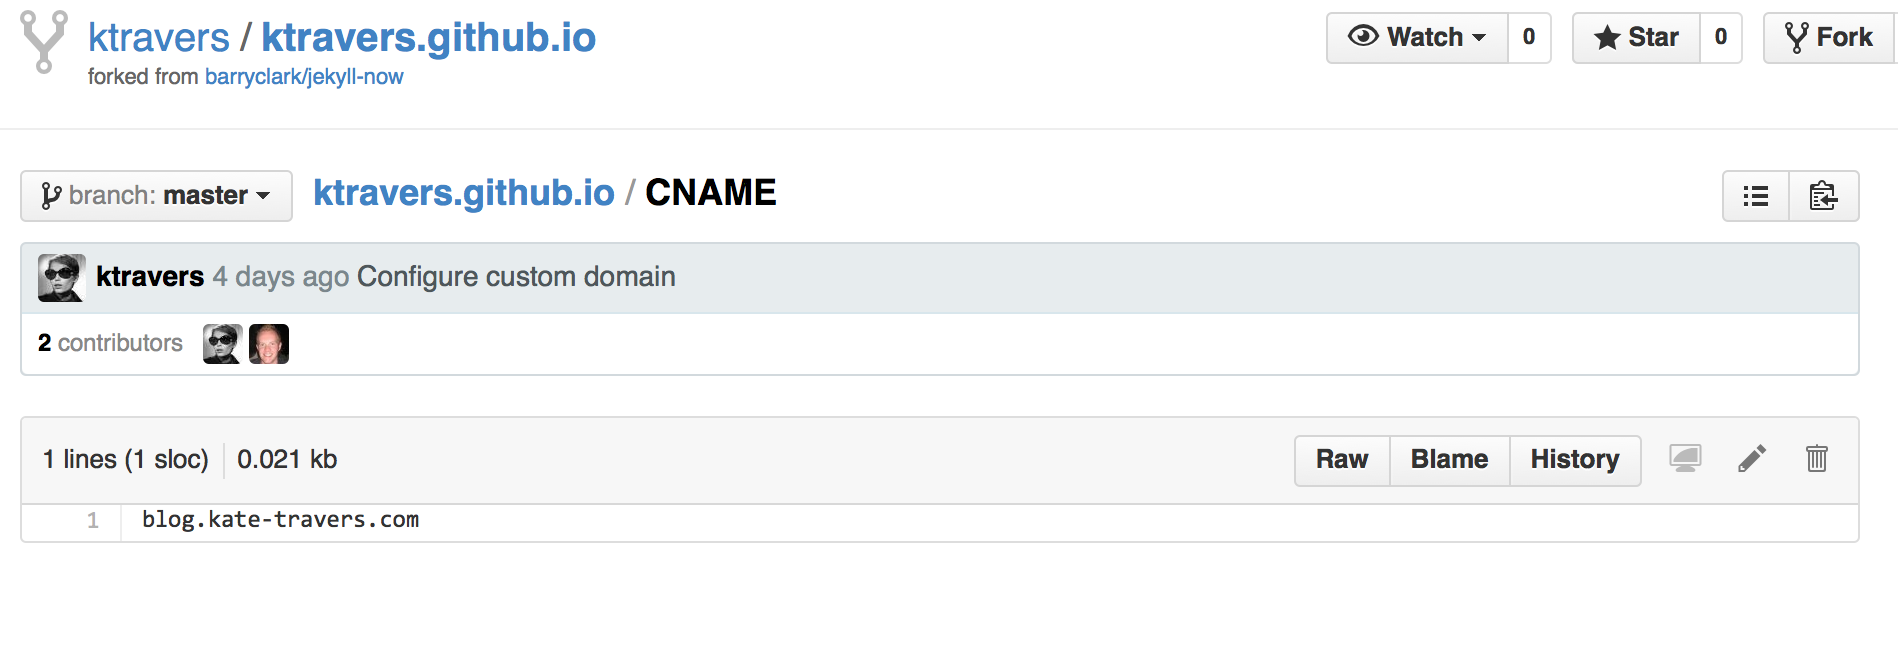 ktravers / ktravers.github.io
forked from barryclark/jekyll-now
Watch 0 Star 0 Fork
branch: master ktravers.github.io / CNAME
ktravers 4 days ago Configure custom domain
2 contributors
1 lines (1 sloc) 0.021 kb Raw Blame History
1 blog.kate-travers.com